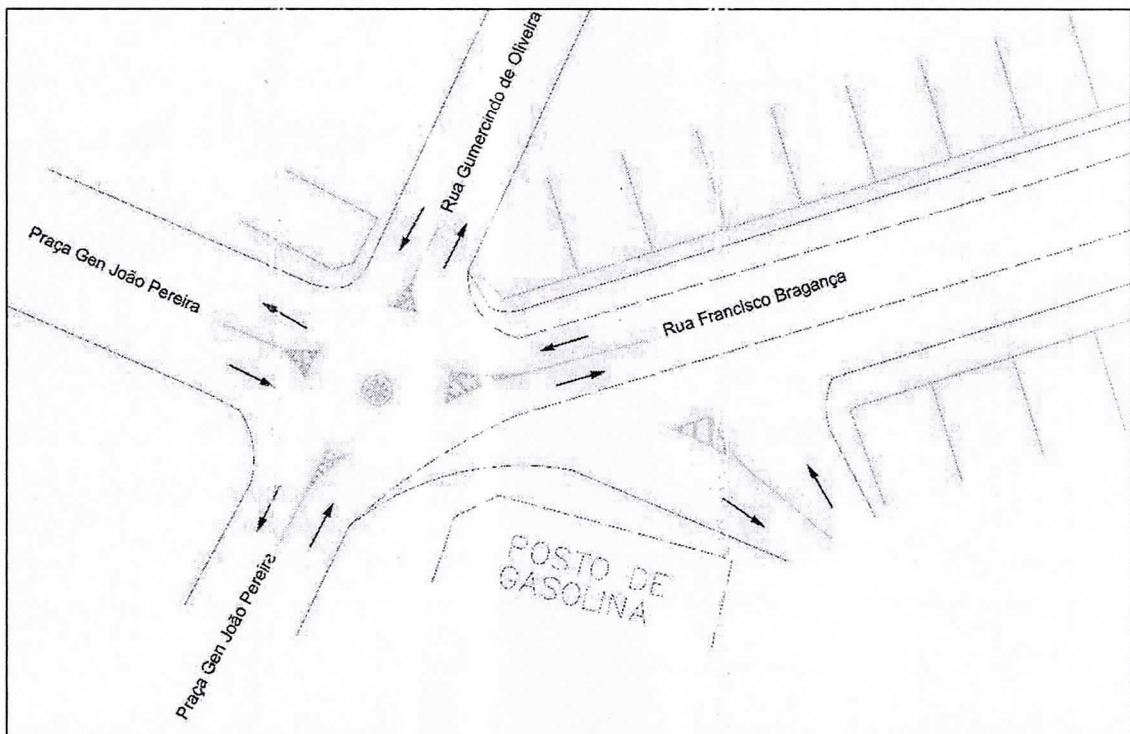 Rua Gumercindo de Oliveira
Praça Gen João Pereira
Rua Francisco Bragança
Praça Gen João Pereira
POSTO DE
GASOLINA